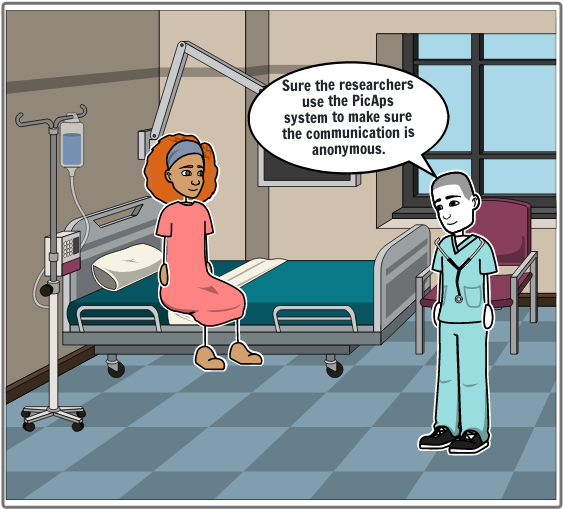 Sure the researchers
use the PicAps
system to make sure
the communication is
anonymous.